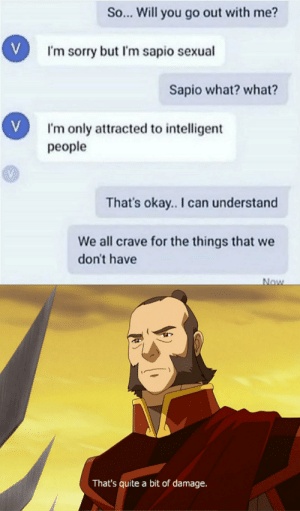 So... Will you go out with me?
V
I'm sorry but I'm sapio sexual
Sapio what? what?
V
I'm only attracted to intelligent
people
V
That's okay.. I can understand
We all crave for the things that we
don't have
Now
That's quite a bit of damage.